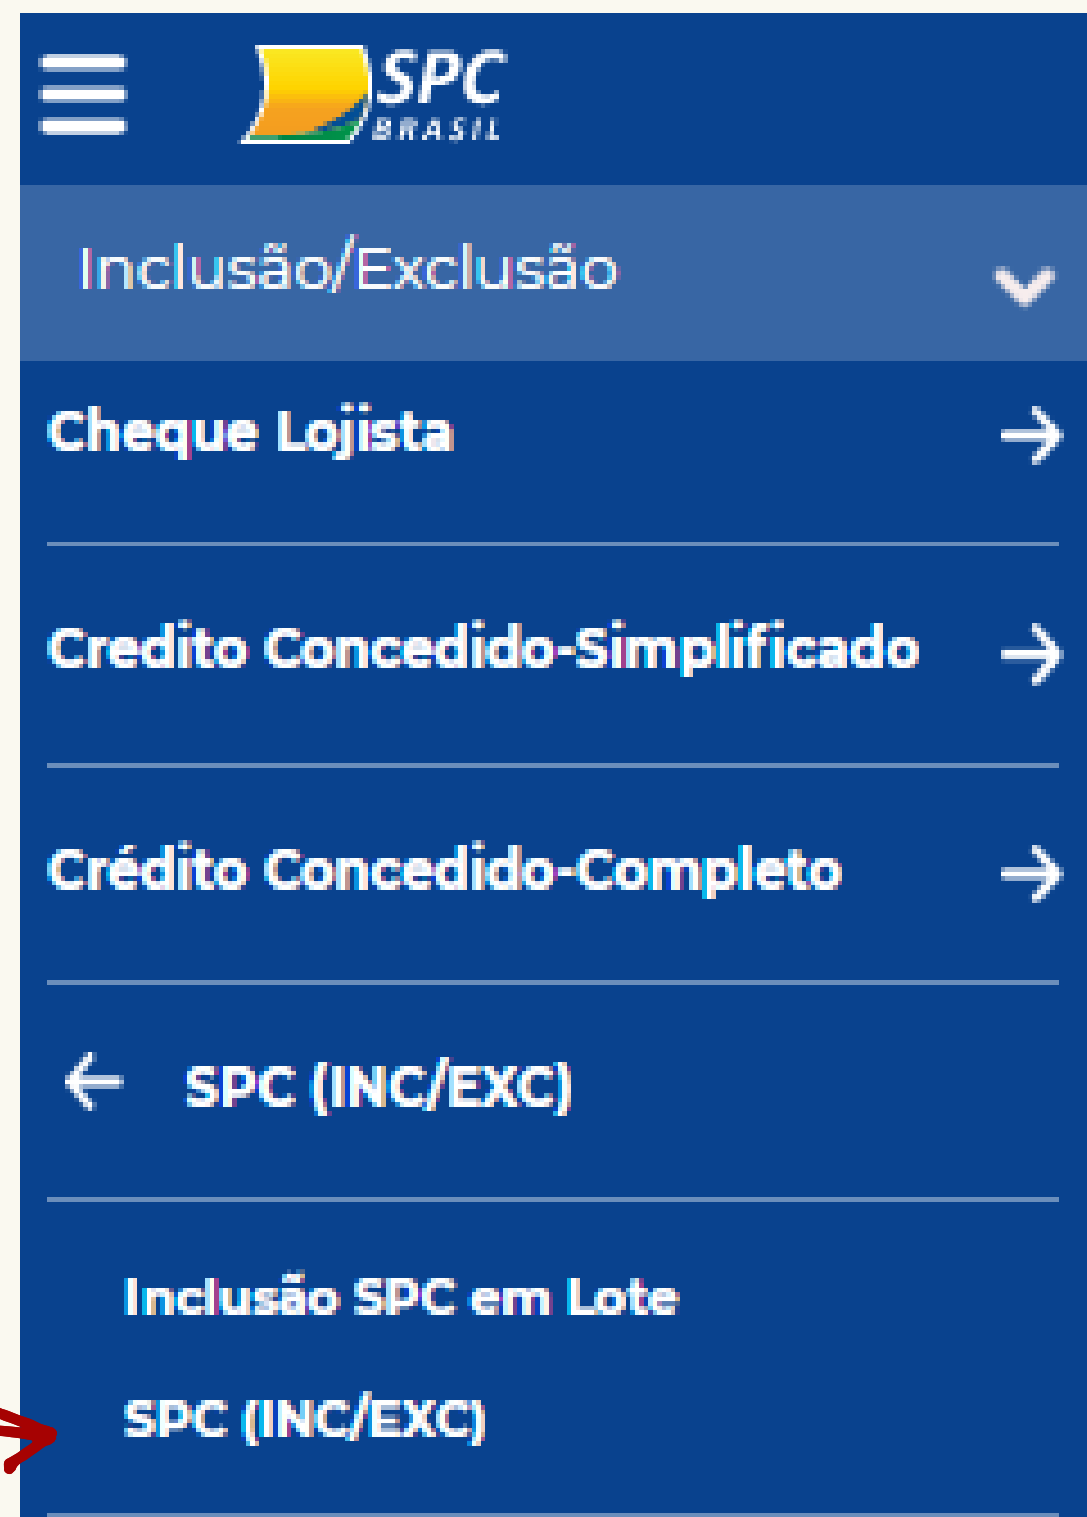 SPC
BRASIL
Inclusão/Exclusão
Cheque Lojista
Credito Concedido-Simplificado
Crédito Concedido-Completo
SPC (INC/EXC)
Inclusão SPC em Lote
SPC (INC/EXC)